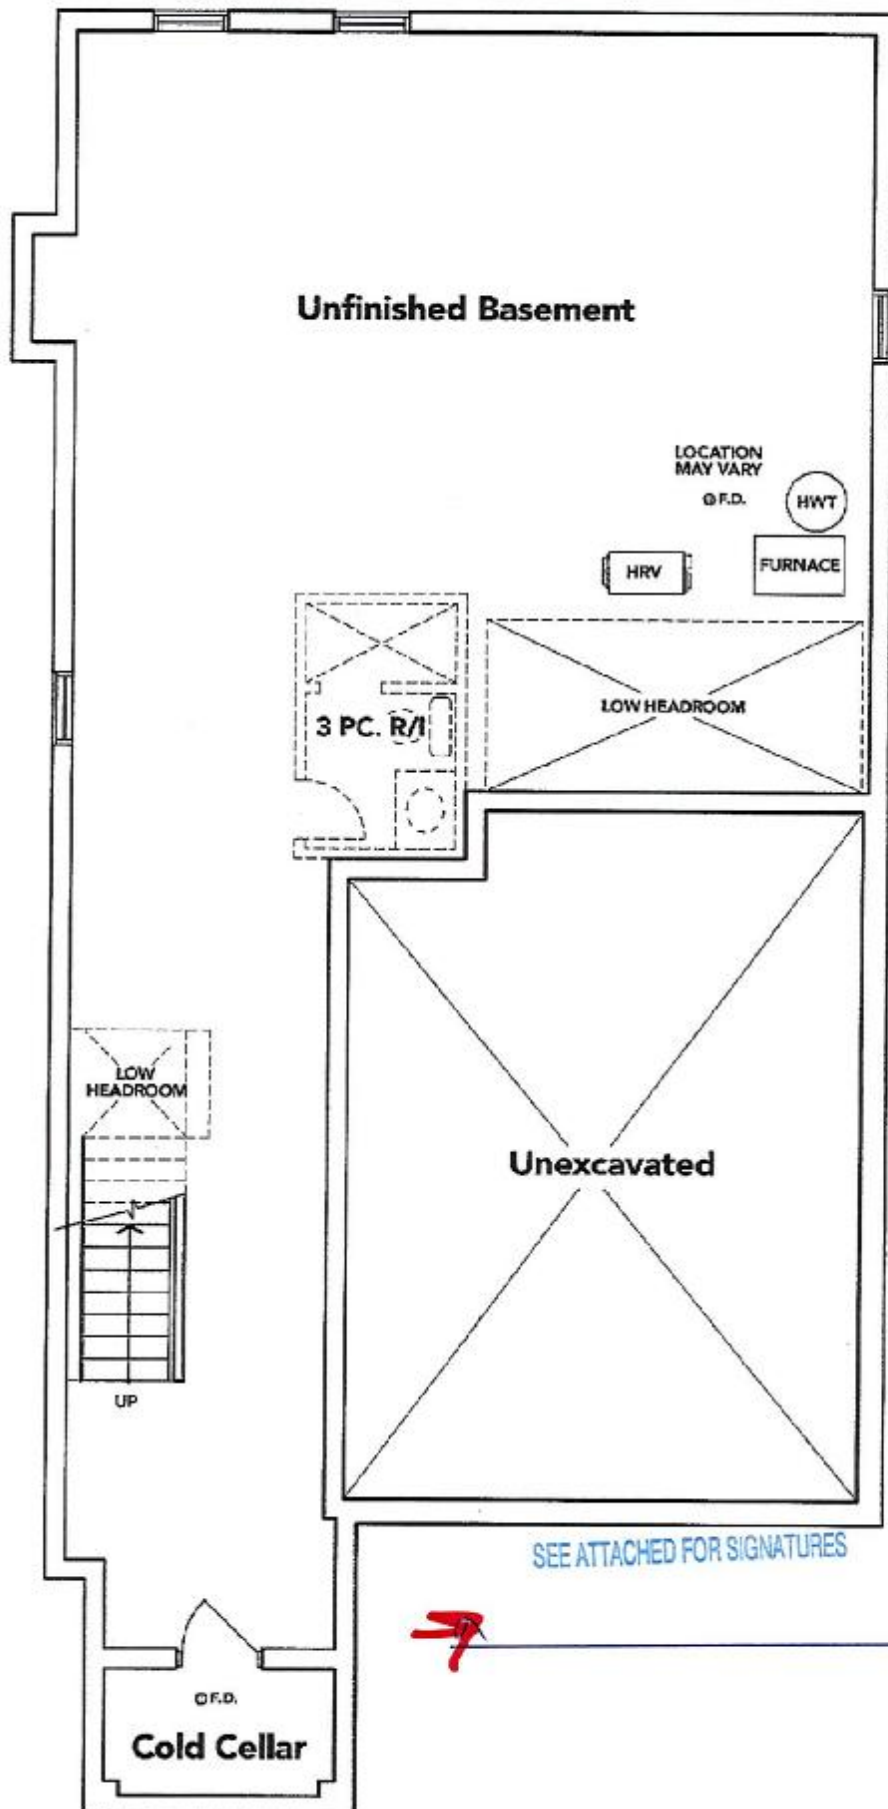 Unfinished Basement
LOCATION
MAY VARY
F.D.
HWT
HRV
FURNACE
3 PC. R/I
LOW HEADROOM
LOW
HEADROOM
Unexcavated
UP
SEE ATTACHED FOR SIGNATURES
F.D.
Cold Cellar